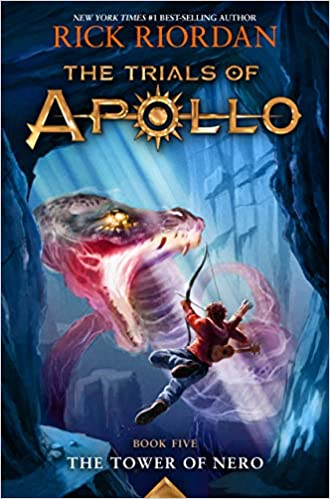 NEW YORK TIMES #1 BEST-SELLING AUTHOR
RICK RIORDAN
THE TRIALS OF
APOLLO
BOOK FIVE
THE TOWER OF NERO